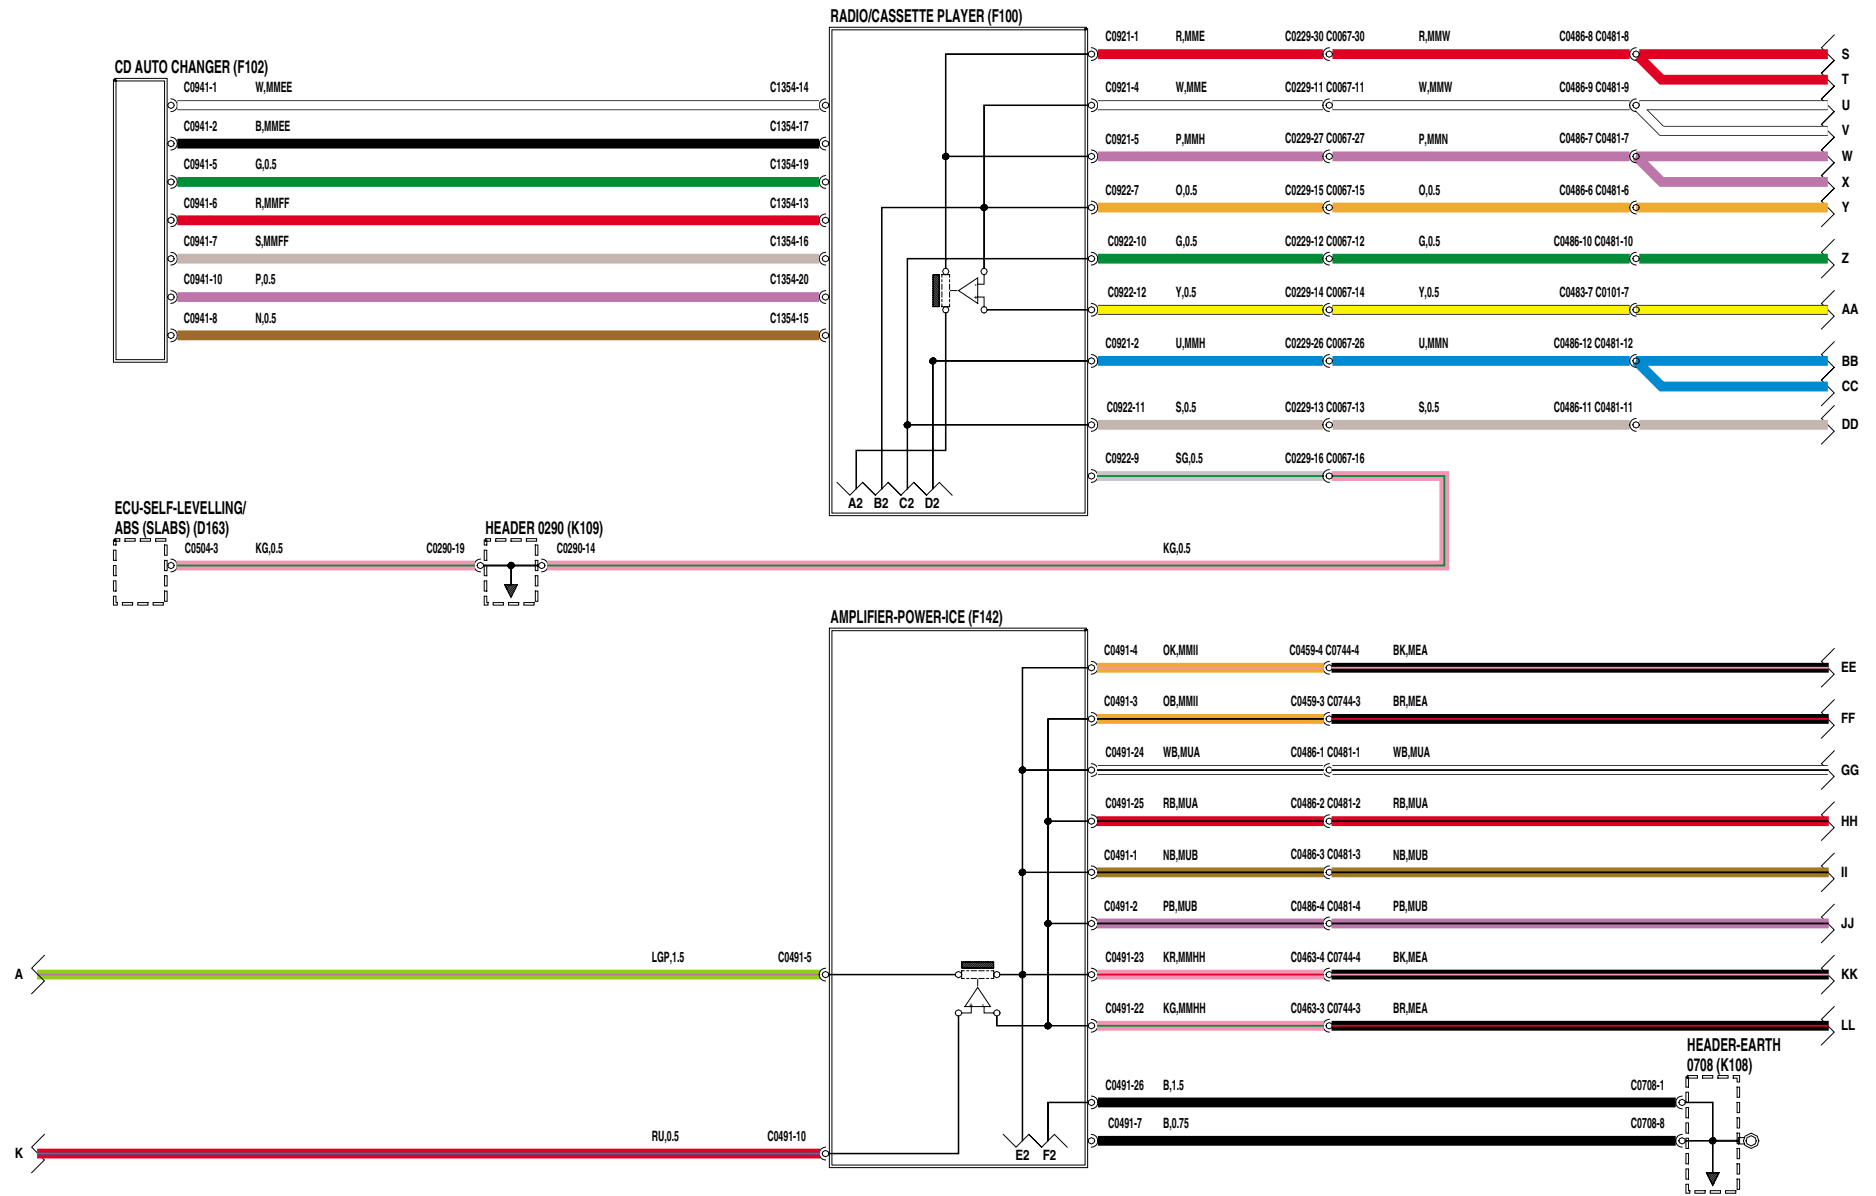 RADIO/CASSETTE PLAYER (F100)
CD AUTO CHANGER (F102)
C0941-1 W,MMEE C1354-14
C0941-2 B,MMEE C1354-17
C0941-5 G,0.5 C1354-19
C0941-6 R,MMFF C1354-13
C0941-7 S,MMFF C1354-16
C0941-10 P,0.5 C1354-20
C0941-8 N,0.5 C1354-15
C0921-1 R,MME C0229-30 C0067-30 R,MMW C0486-8 C0481-8 S
T
C0921-4 W,MME C0229-11 C0067-11 W,MMW C0486-9 C0481-9 U
V
C0921-5 P,MMH C0229-27 C0067-27 P,MMN C0486-7 C0481-7 W
X
C0922-7 O,0.5 C0229-15 C0067-15 O,0.5 C0486-6 C0481-6 Y
C0922-10 G,0.5 C0229-12 C0067-12 G,0.5 C0486-10 C0481-10 Z
C0922-12 Y,0.5 C0229-14 C0067-14 Y,0.5 C0483-7 C0101-7 AA
C0921-2 U,MMH C0229-26 C0067-26 U,MMN C0486-12 C0481-12 BB
CC
C0922-11 S,0.5 C0229-13 C0067-13 S,0.5 C0486-11 C0481-11 DD
C0922-9 SG,0.5 C0229-16 C0067-16
A2 B2 C2 D2
ECU-SELF-LEVELLING/
ABS (SLABS) (D163)
HEADER 0290 (K109)
C0504-3 KG,0.5 C0290-19 C0290-14 KG,0.5
AMPLIFIER-POWER-ICE (F142)
C0491-4 OK,MMII C0459-4 C0744-4 BK,MEA EE
C0491-3 OB,MMII C0459-3 C0744-3 BR,MEA FF
C0491-24 WB,MUA C0486-1 C0481-1 WB,MUA GG
C0491-25 RB,MUA C0486-2 C0481-2 RB,MUA HH
C0491-1 NB,MUB C0486-3 C0481-3 NB,MUB II
C0491-2 PB,MUB C0486-4 C0481-4 PB,MUB JJ
A LGP,1.5 C0491-5
C0491-23 KR,MMHH C0463-4 C0744-4 BK,MEA KK
C0491-22 KG,MMHH C0463-3 C0744-3 BR,MEA LL
HEADER-EARTH
0708 (K108)
C0491-26 B,1.5 C0708-1
C0491-7 B,0.75 C0708-8
K RU,0.5 C0491-10
E2 F2